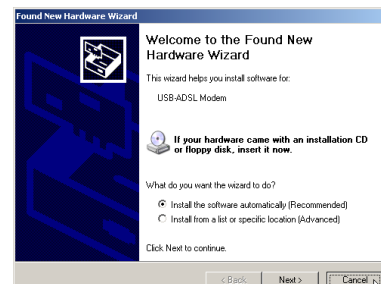 Found New Hardware Wizard
Welcome to the Found New
Hardware Wizard
This wizard helps you install software for:
USB-ADSL Modem
If your hardware came with an installation CD
or floppy disk, insert it now.
What do you want the wizard to do?
Install the software automatically (Recommended)
Install from a list or specific location (Advanced)
Click Next to continue.
< Back Next > Cancel